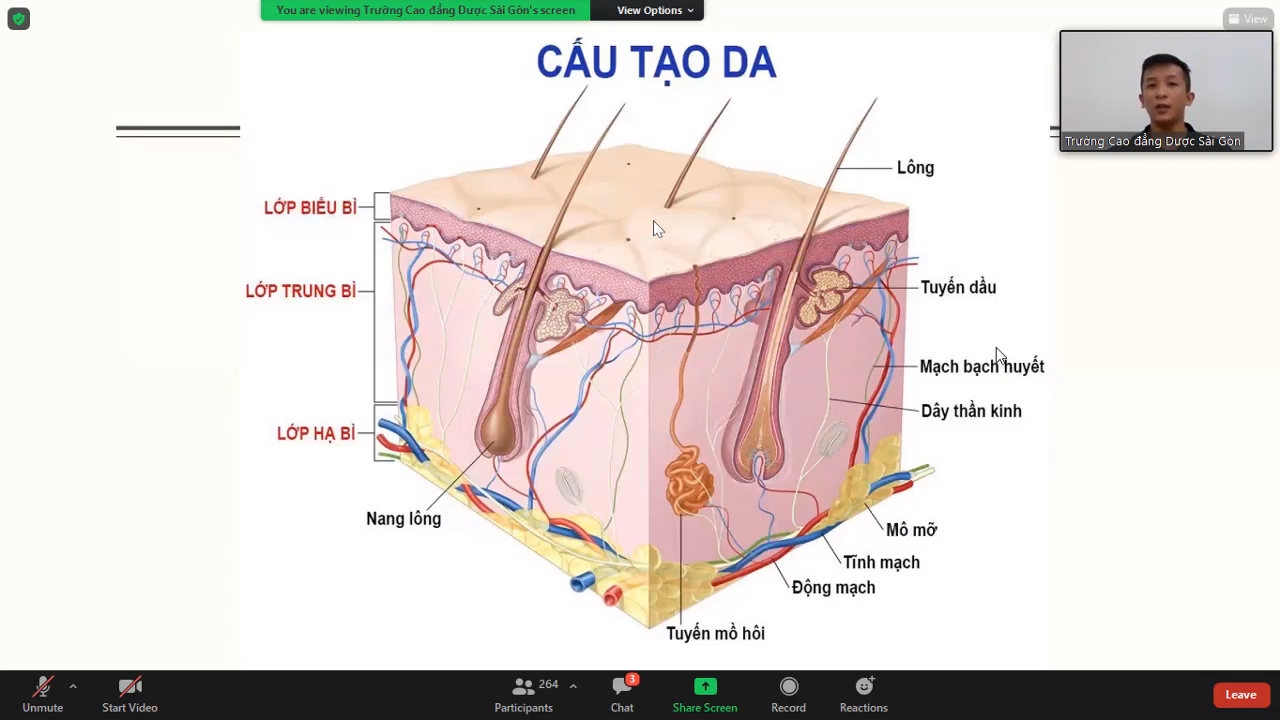 You are viewing Trường Cao đẳng Dược Sài Gòn's screen
View Options
View
CẤU TẠO DA
Trường Cao đẳng Dược Sài Gòn
Lông
LỚP BIỂU BÌ
Tuyến dầu
LỚP TRUNG BÌ
Mạch bạch huyết
Dây thần kinh
LỚP HẠ BÌ
Nang lông
Mô mỡ
Tĩnh mạch
Động mạch
Tuyến mồ hôi
264
3
Unmute
Start Video
Participants
Chat
Share Screen
Record
Reactions
Leave